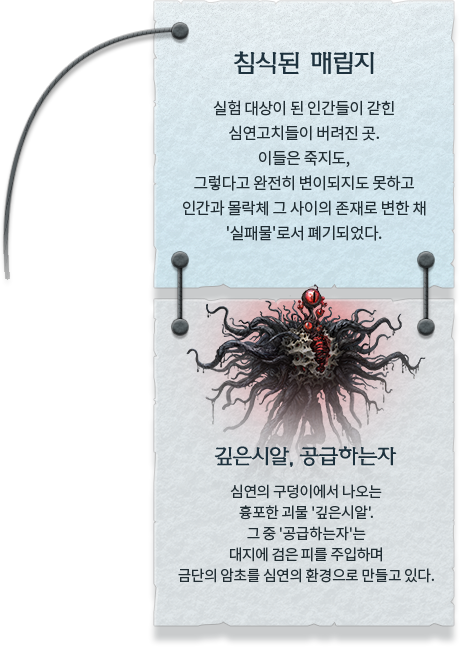 침식된 매립지
실험 대상이 된 인간들이 갇힌
심연고치들이 버려진 곳.
이들은 죽지도,
그렇다고 완전히 변이되지도 못하고
인간과 몰락체 그 사이의 존재로 변한 채
'실패물'로서 폐기되었다.
깊은시알, 공급하는자
심연의 구덩이에서 나오는
흉포한 괴물 '깊은시알'.
그 중 '공급하는자'는
대지에 검은 피를 주입하며
금단의 암초를 심연의 환경으로 만들고 있다.